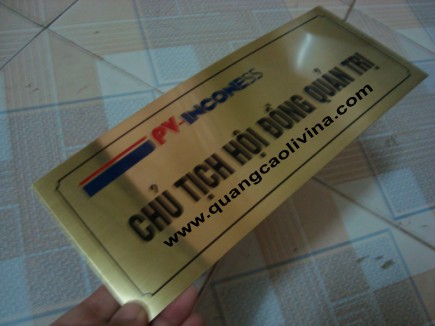 PV-INCONESS
CHỦ TỊCH HỘI ĐỒNG QUẢN TRỊ
www.quangcaolivina.com